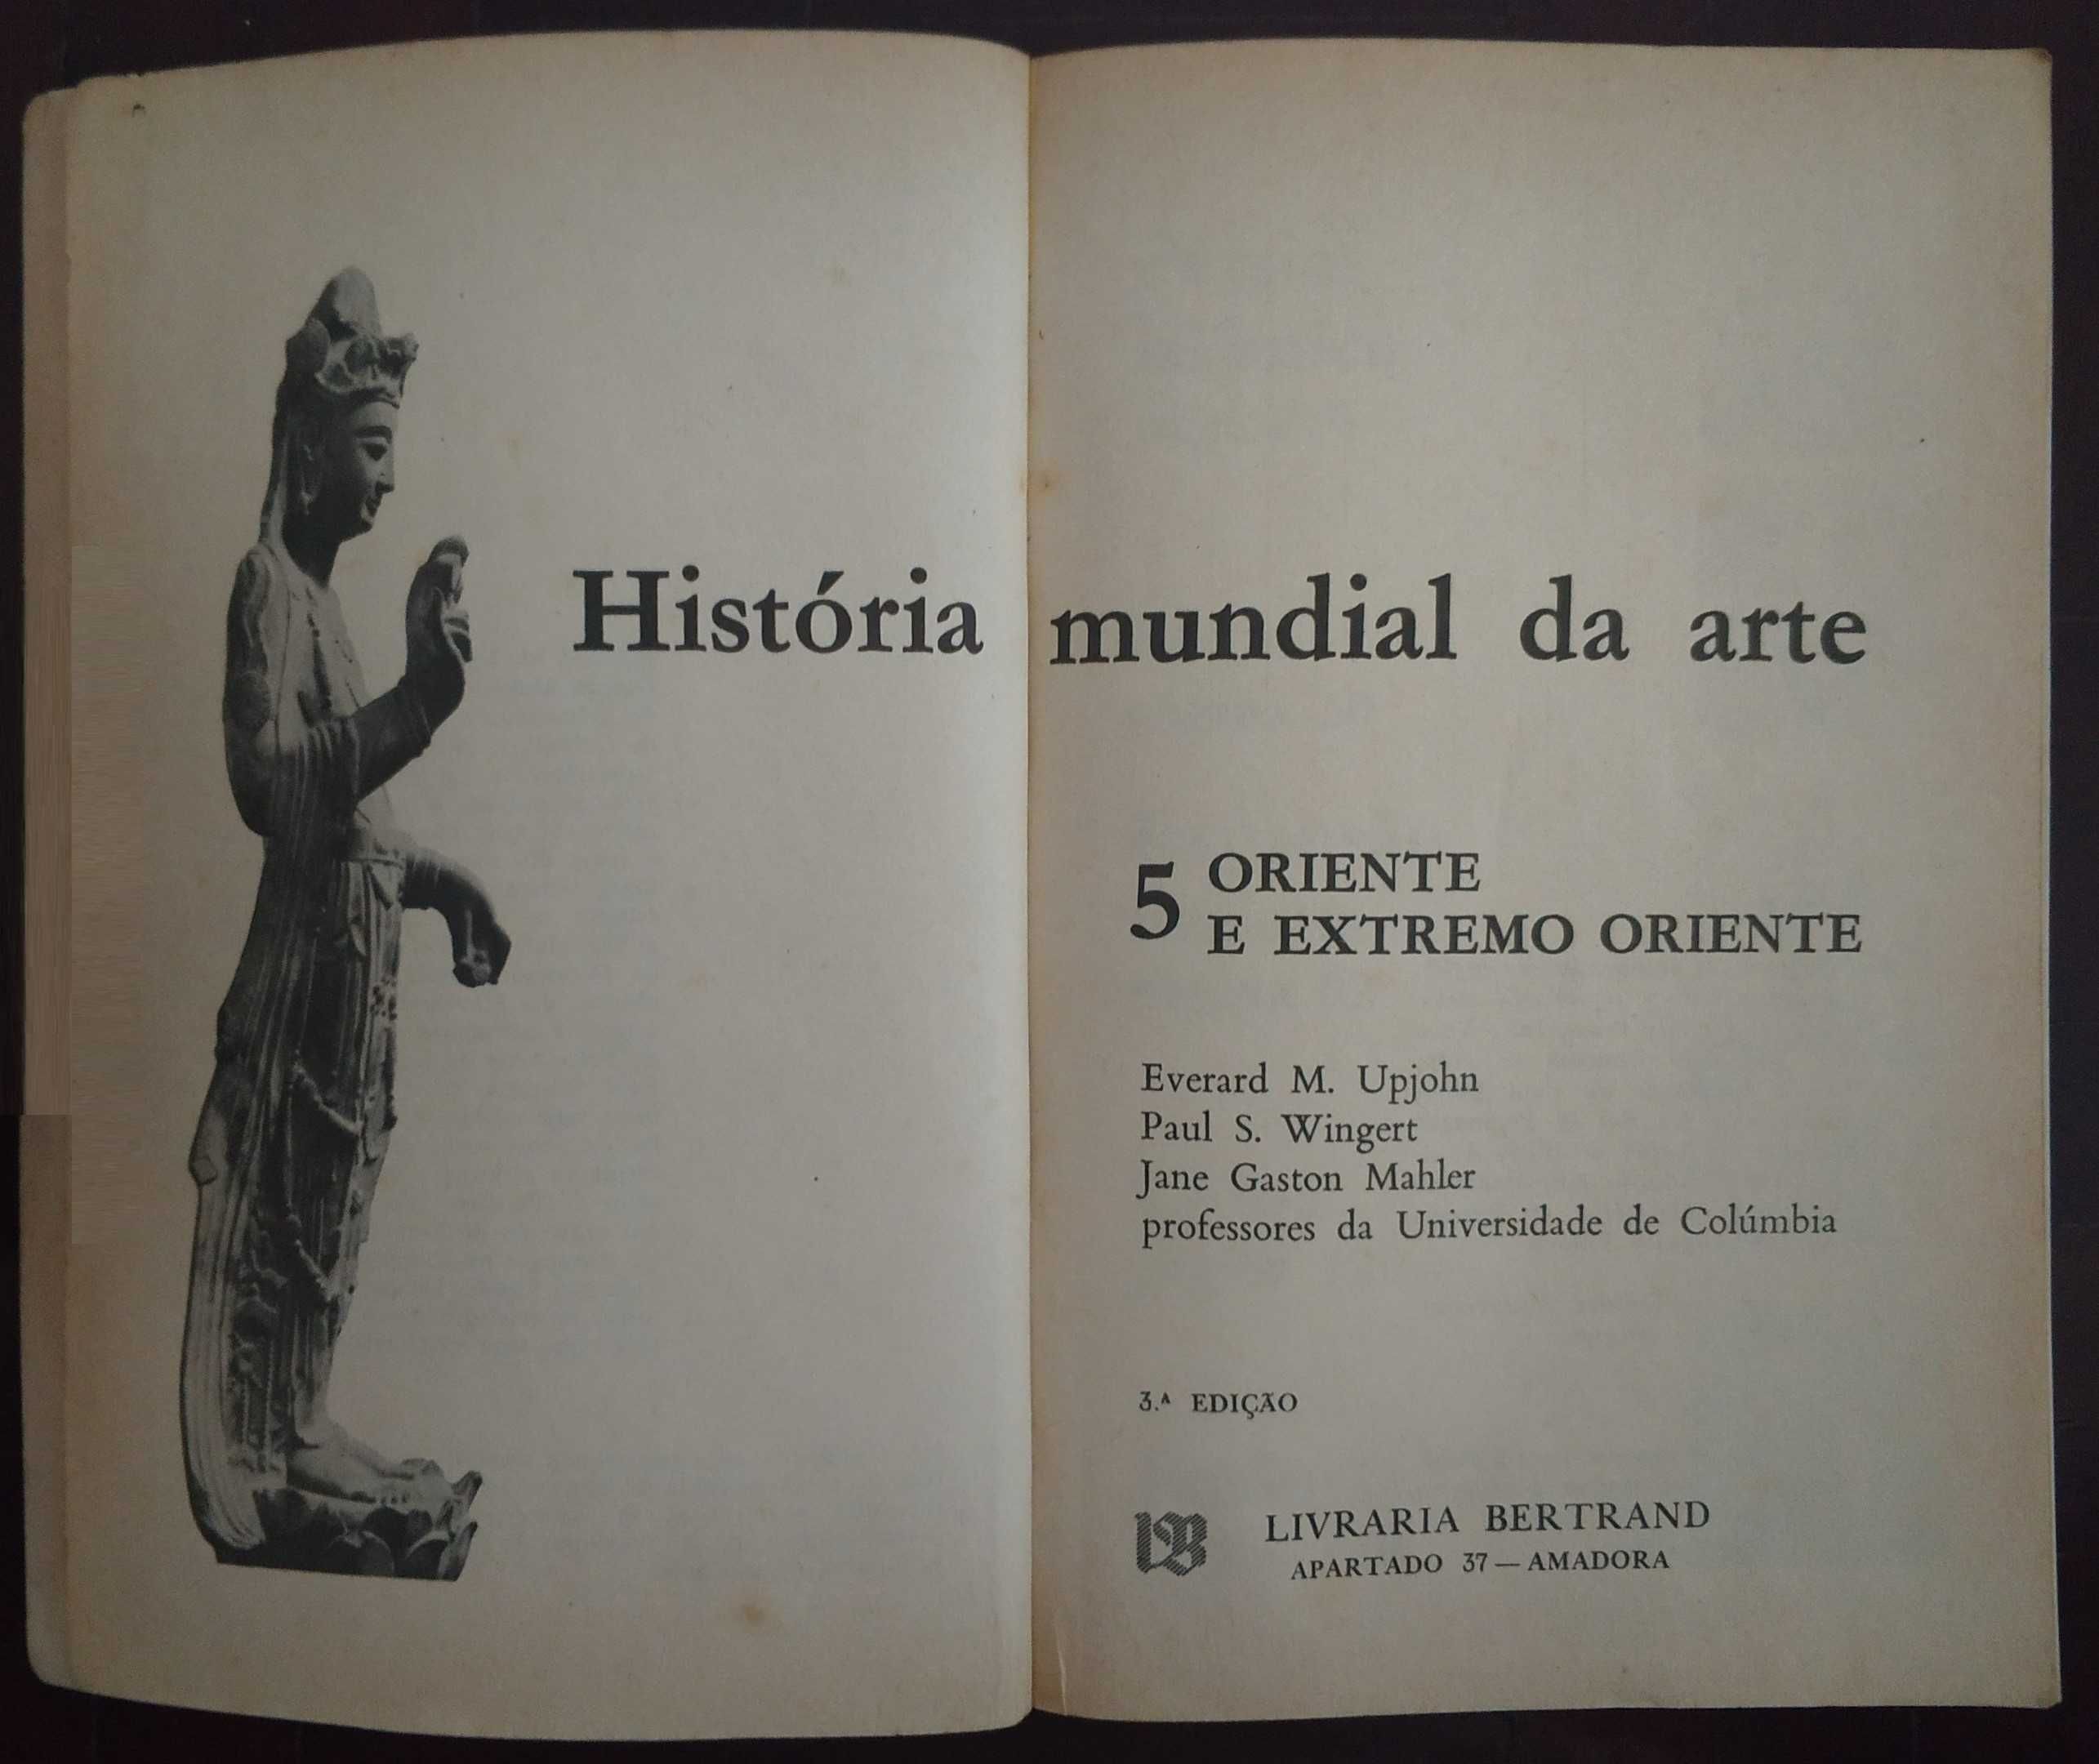 História mundial da arte
5 ORIENTE
E EXTREMO ORIENTE
Everard M. Upjohn
Paul S. Wingert
Jane Gaston Mahler
professores da Universidade de Colúmbia
3.ᴬ EDIÇÃO
LIVRARIA BERTRAND
APARTADO 37 — AMADORA